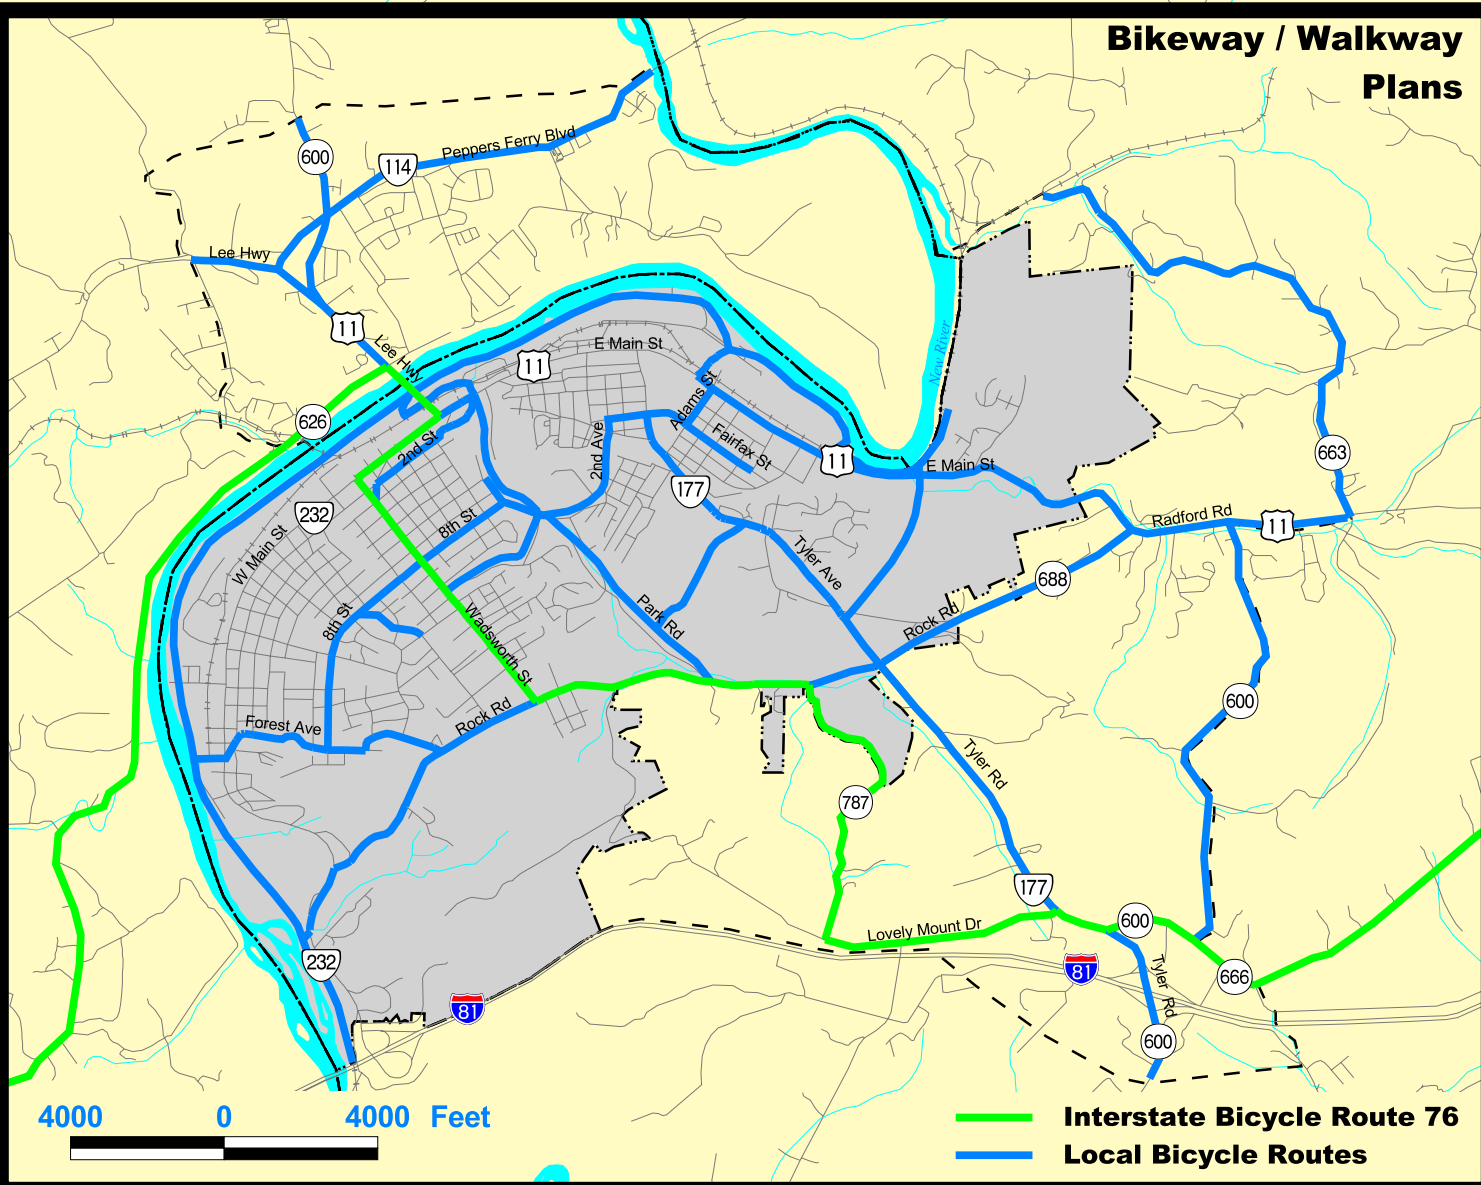 Bikeway / Walkway
Plans
600
114
Peppers Ferry Blvd
Lee Hwy
11
Lee Hwy
11
E Main St
New River
626
2nd St
2nd Ave
Adams St
Fairfax St
11
E Main St
663
177
232
W Main St
8th St
Radford Rd
11
Tyler Ave
688
8th St
Wadsworth St
Park Rd
Rock Rd
600
Forest Ave
Rock Rd
Tyler Rd
787
177
600
Lovely Mount Dr
232
81
81
Tyler Rd
666
600
4000 0 4000 Feet
Interstate Bicycle Route 76
Local Bicycle Routes